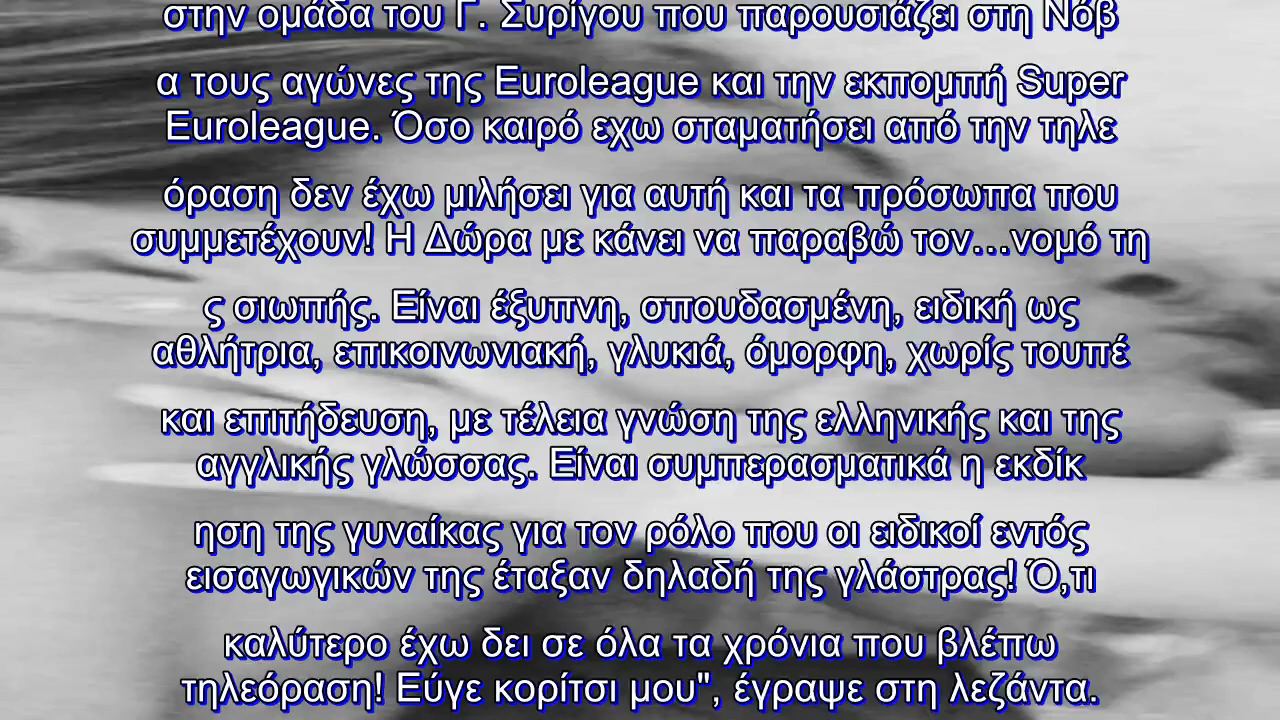 στην ομάδα του Γ. Συρίγου που παρουσιάζει στη Νόβ
α τους αγώνες της Euroleague και την εκπομπή Super
Euroleague. Όσο καιρό εχω σταματήσει από την τηλε
όραση δεν έχω μιλήσει για αυτή και τα πρόσωπα που
συμμετέχουν! Η Δώρα με κάνει να παραβώ τον...νομό τη
ς σιωπής. Είναι έξυπνη, σπουδασμένη, ειδική ως
αθλήτρια, επικοινωνιακή, γλυκιά, όμορφη, χωρίς τουπέ
και επιτήδευση, με τέλεια γνώση της ελληνικής και της
αγγλικής γλώσσας. Είναι συμπερασματικά η εκδίκ
ηση της γυναίκας για τον ρόλο που οι ειδικοί εντός
εισαγωγικών της έταξαν δηλαδή της γλάστρας! Ό,τι
καλύτερο έχω δει σε όλα τα χρόνια που βλέπω
τηλεόραση! Εύγε κορίτσι μου", έγραψε στη λεζάντα.